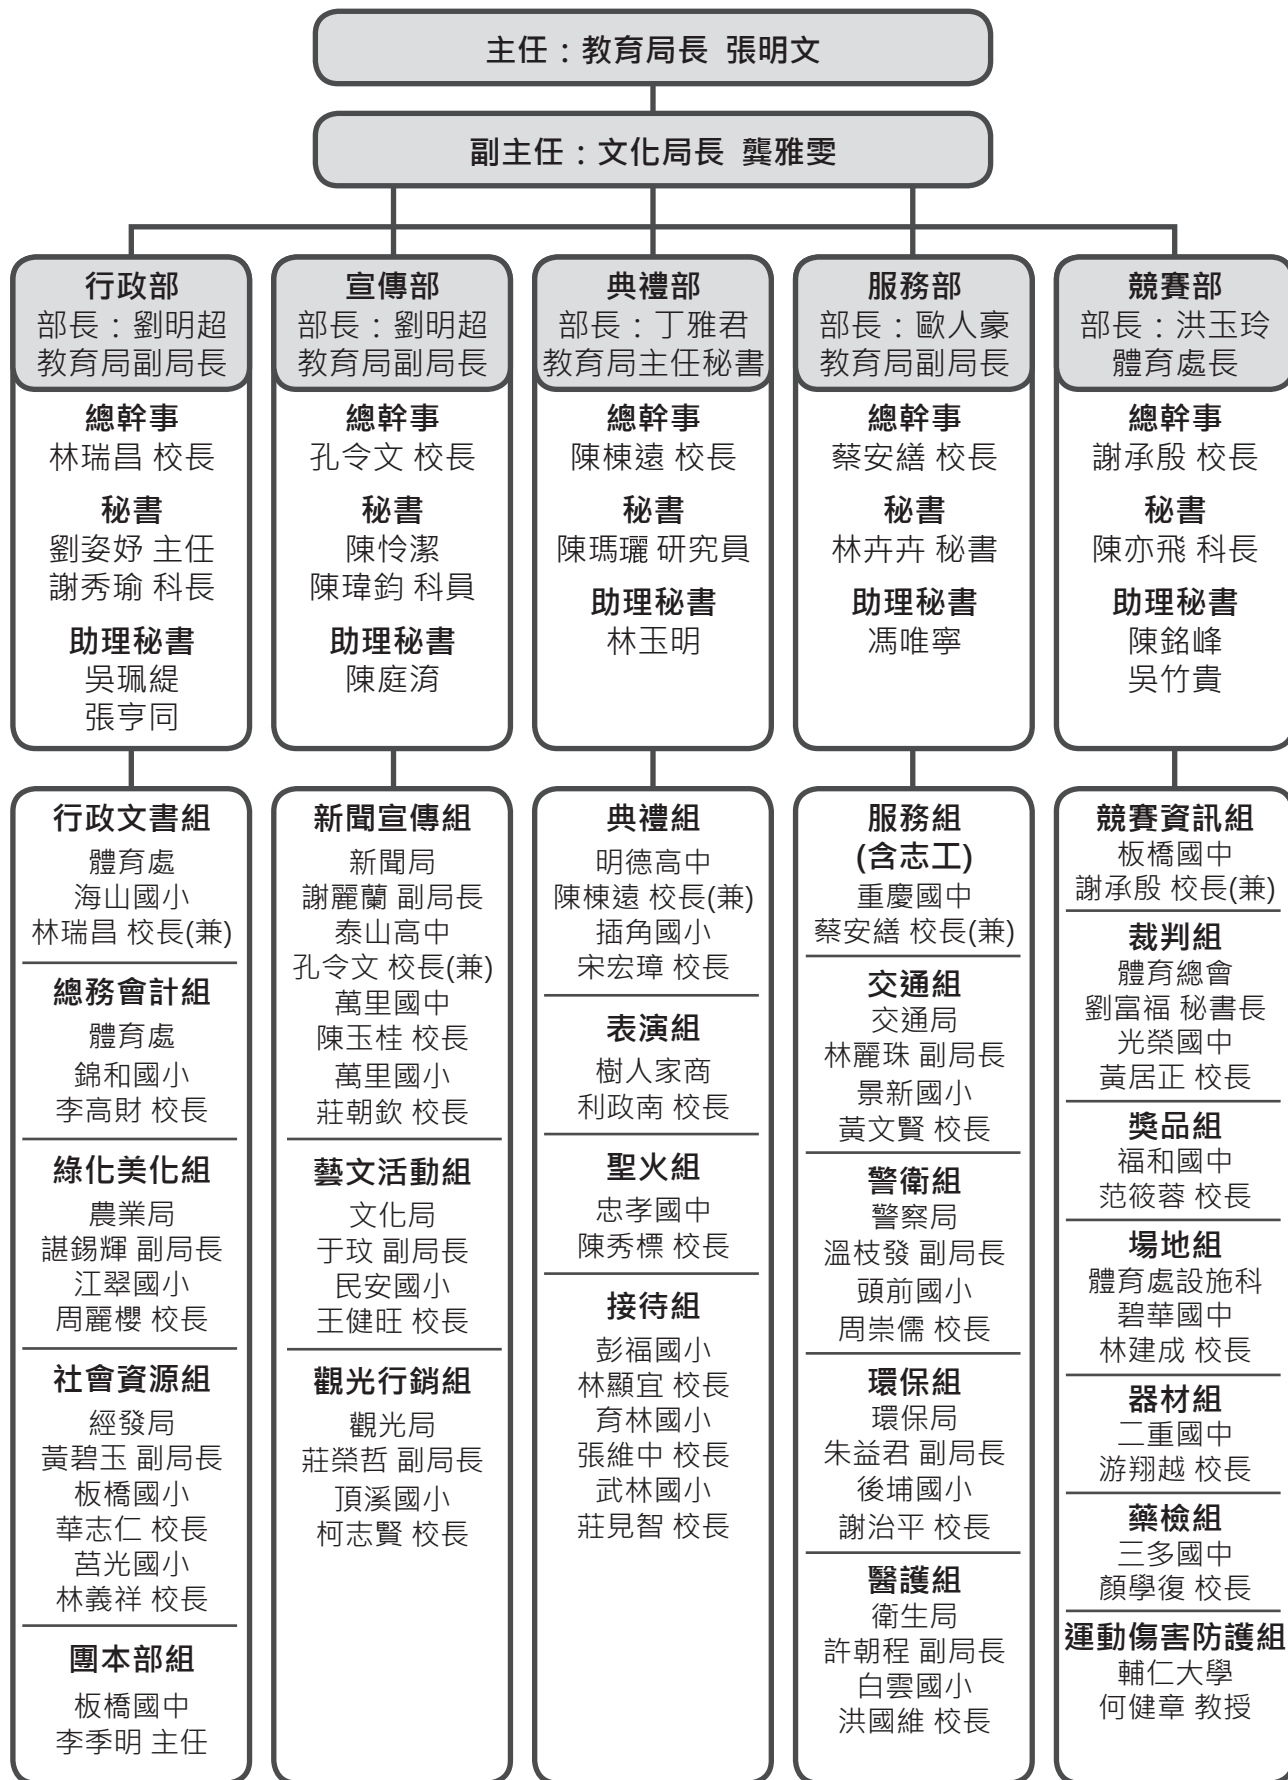 主任：教育局長 張明文
副主任：文化局長 龔雅雯
行政部
部長：劉明超
教育局副局長
總幹事
林瑞昌 校長
秘書
劉姿妤 主任
謝秀瑜 科長
助理秘書
吳珮緹
張亨同
行政文書組
體育處
海山國小
林瑞昌 校長(兼)
總務會計組
體育處
錦和國小
李高財 校長
綠化美化組
農業局
諶錫輝 副局長
江翠國小
周麗櫻 校長
社會資源組
經發局
黃碧玉 副局長
板橋國小
華志仁 校長
莒光國小
林義祥 校長
團本部組
板橋國中
李季明 主任
宣傳部
部長：劉明超
教育局副局長
總幹事
孔令文 校長
秘書
陳怜潔
陳瑋鈞 科員
助理秘書
陳庭淯
新聞宣傳組
新聞局
謝麗蘭 副局長
泰山高中
孔令文 校長(兼)
萬里國中
陳玉桂 校長
萬里國小
莊朝欽 校長
藝文活動組
文化局
于玟 副局長
民安國小
王健旺 校長
觀光行銷組
觀光局
莊榮哲 副局長
頂溪國小
柯志賢 校長
典禮部
部長：丁雅君
教育局主任秘書
總幹事
陳棟遠 校長
秘書
陳瑪瓏 研究員
助理秘書
林玉明
典禮組
明德高中
陳棟遠 校長(兼)
插角國小
宋宏璋 校長
表演組
樹人家商
利政南 校長
聖火組
忠孝國中
陳秀標 校長
接待組
彭福國小
林顯宜 校長
育林國小
張維中 校長
武林國小
莊見智 校長
服務部
部長：歐人豪
教育局副局長
總幹事
蔡安繕 校長
秘書
林卉卉 秘書
助理秘書
馮唯寧
服務組
(含志工)
重慶國中
蔡安繕 校長(兼)
交通組
交通局
林麗珠 副局長
景新國小
黃文賢 校長
警衛組
警察局
溫枝發 副局長
頭前國小
周崇儒 校長
環保組
環保局
朱益君 副局長
後埔國小
謝治平 校長
醫護組
衛生局
許朝程 副局長
白雲國小
洪國維 校長
競賽部
部長：洪玉玲
體育處長
總幹事
謝承殷 校長
秘書
陳亦飛 科長
助理秘書
陳銘峰
吳竹貴
競賽資訊組
板橋國中
謝承殷 校長(兼)
裁判組
體育總會
劉富福 秘書長
光榮國中
黃居正 校長
獎品組
福和國中
范筱蓉 校長
場地組
體育處設施科
碧華國中
林建成 校長
器材組
二重國中
游翔越 校長
藥檢組
三多國中
顏學復 校長
運動傷害防護組
輔仁大學
何健章 教授